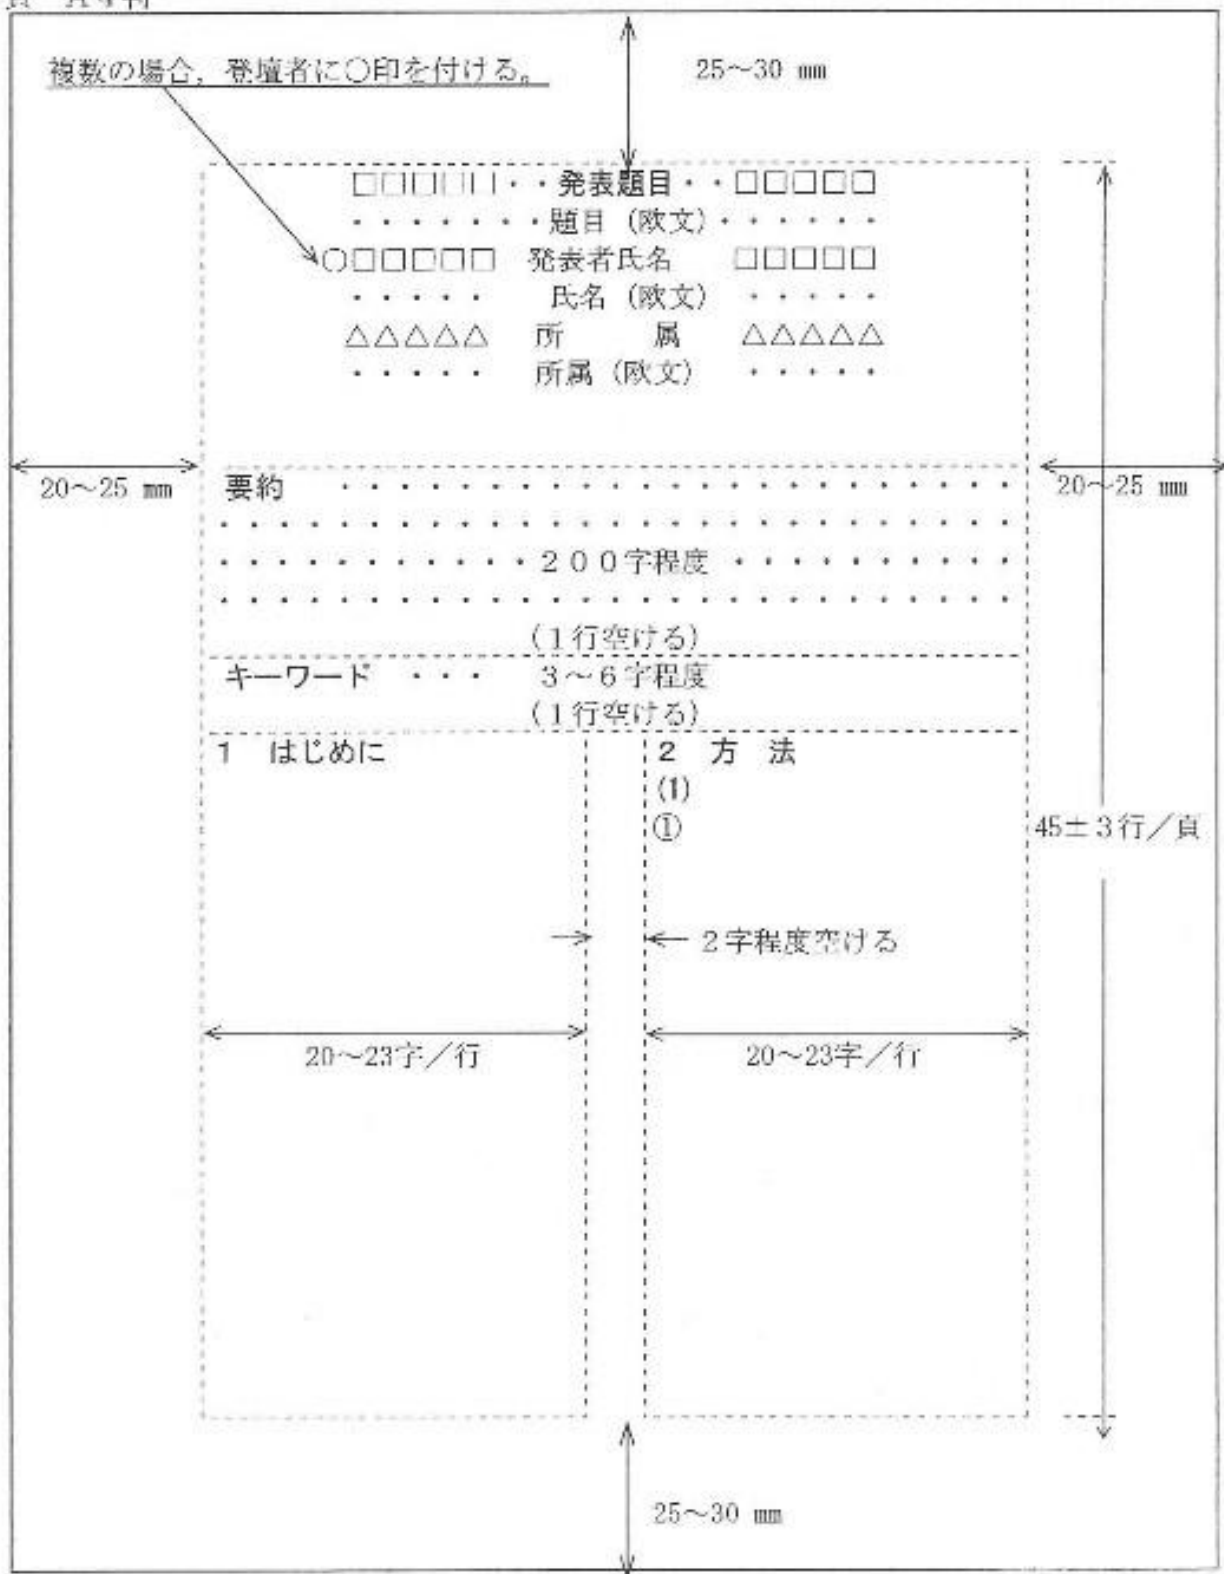 複数の場合，登壇者に○印を付ける。
25～30 mm
□□□□□・・発表題目・・□□□□□
・・・・・・・題目（欧文）・・・・・・
○□□□□□ 発表者氏名 □□□□□
・・・・・ 氏名（欧文） ・・・・・
△△△△△ 所 属 △△△△△
・・・・・ 所属（欧文） ・・・・・
20～25 mm
20～25 mm
要約 ・・・・・・・・・・・・・・・・・・・・・・・
・・・・・・・・・・・・・・・・・・・・・・・・・・・
・・・・・・・・・・・２００字程度・・・・・・・・・・
・・・・・・・・・・・・・・・・・・・・・・・・・・・
（１行空ける）
キーワード ・・・ ３～６字程度
（１行空ける）
１ はじめに
２ 方 法
(1)
①
45±３行／頁
２字程度空ける
20～23字／行
20～23字／行
25～30 mm